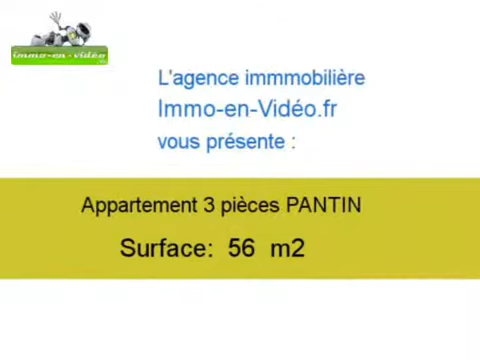 immo-en-vidéo
L'agence immmobilière
Immo-en-Vidéo.fr
vous présente :
Appartement 3 pièces PANTIN
Surface: 56 m2